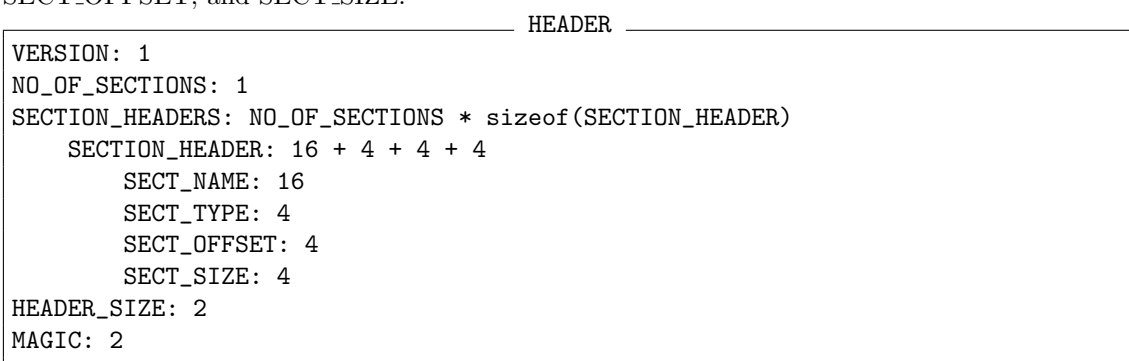 SECT_OFFSET, and SECT_SIZE.
HEADER
VERSION: 1
NO_OF_SECTIONS: 1
SECTION_HEADERS: NO_OF_SECTIONS * sizeof(SECTION_HEADER)
SECTION_HEADER: 16 + 4 + 4 + 4
SECT_NAME: 16
SECT_TYPE: 4
SECT_OFFSET: 4
SECT_SIZE: 4
HEADER_SIZE: 2
MAGIC: 2